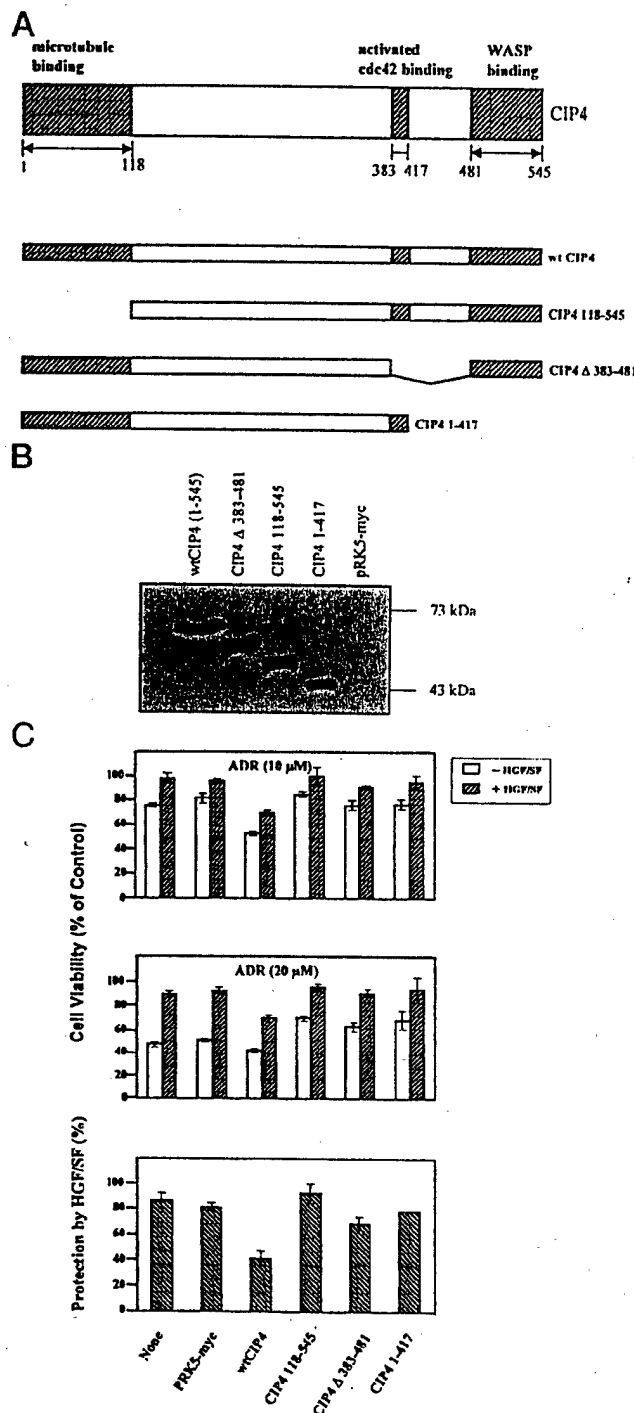 A
microtubule binding
activated cdc42 binding
WASP binding
CIP4
1
118
383 417
481
545
wt CIP4
CIP4 118-545
CIP4 Δ 383-481
CIP4 1-417
B
wtCIP4 (1-545)
CIP4 Δ 383-481
CIP4 118-545
CIP4 1-417
pRK5-myc
73 kDa
43 kDa
C
ADR (10 µM)
- HGF/SF
+ HGF/SF
100
80
60
40
20
0
Cell Viability (% of Control)
ADR (20 µM)
100
80
60
40
20
0
Protection by HGF/SF (%)
100
80
60
40
20
0
None
PRK5-myc
wtCIP4
CIP4 118-545
CIP4 Δ 383-481
CIP4 1-417